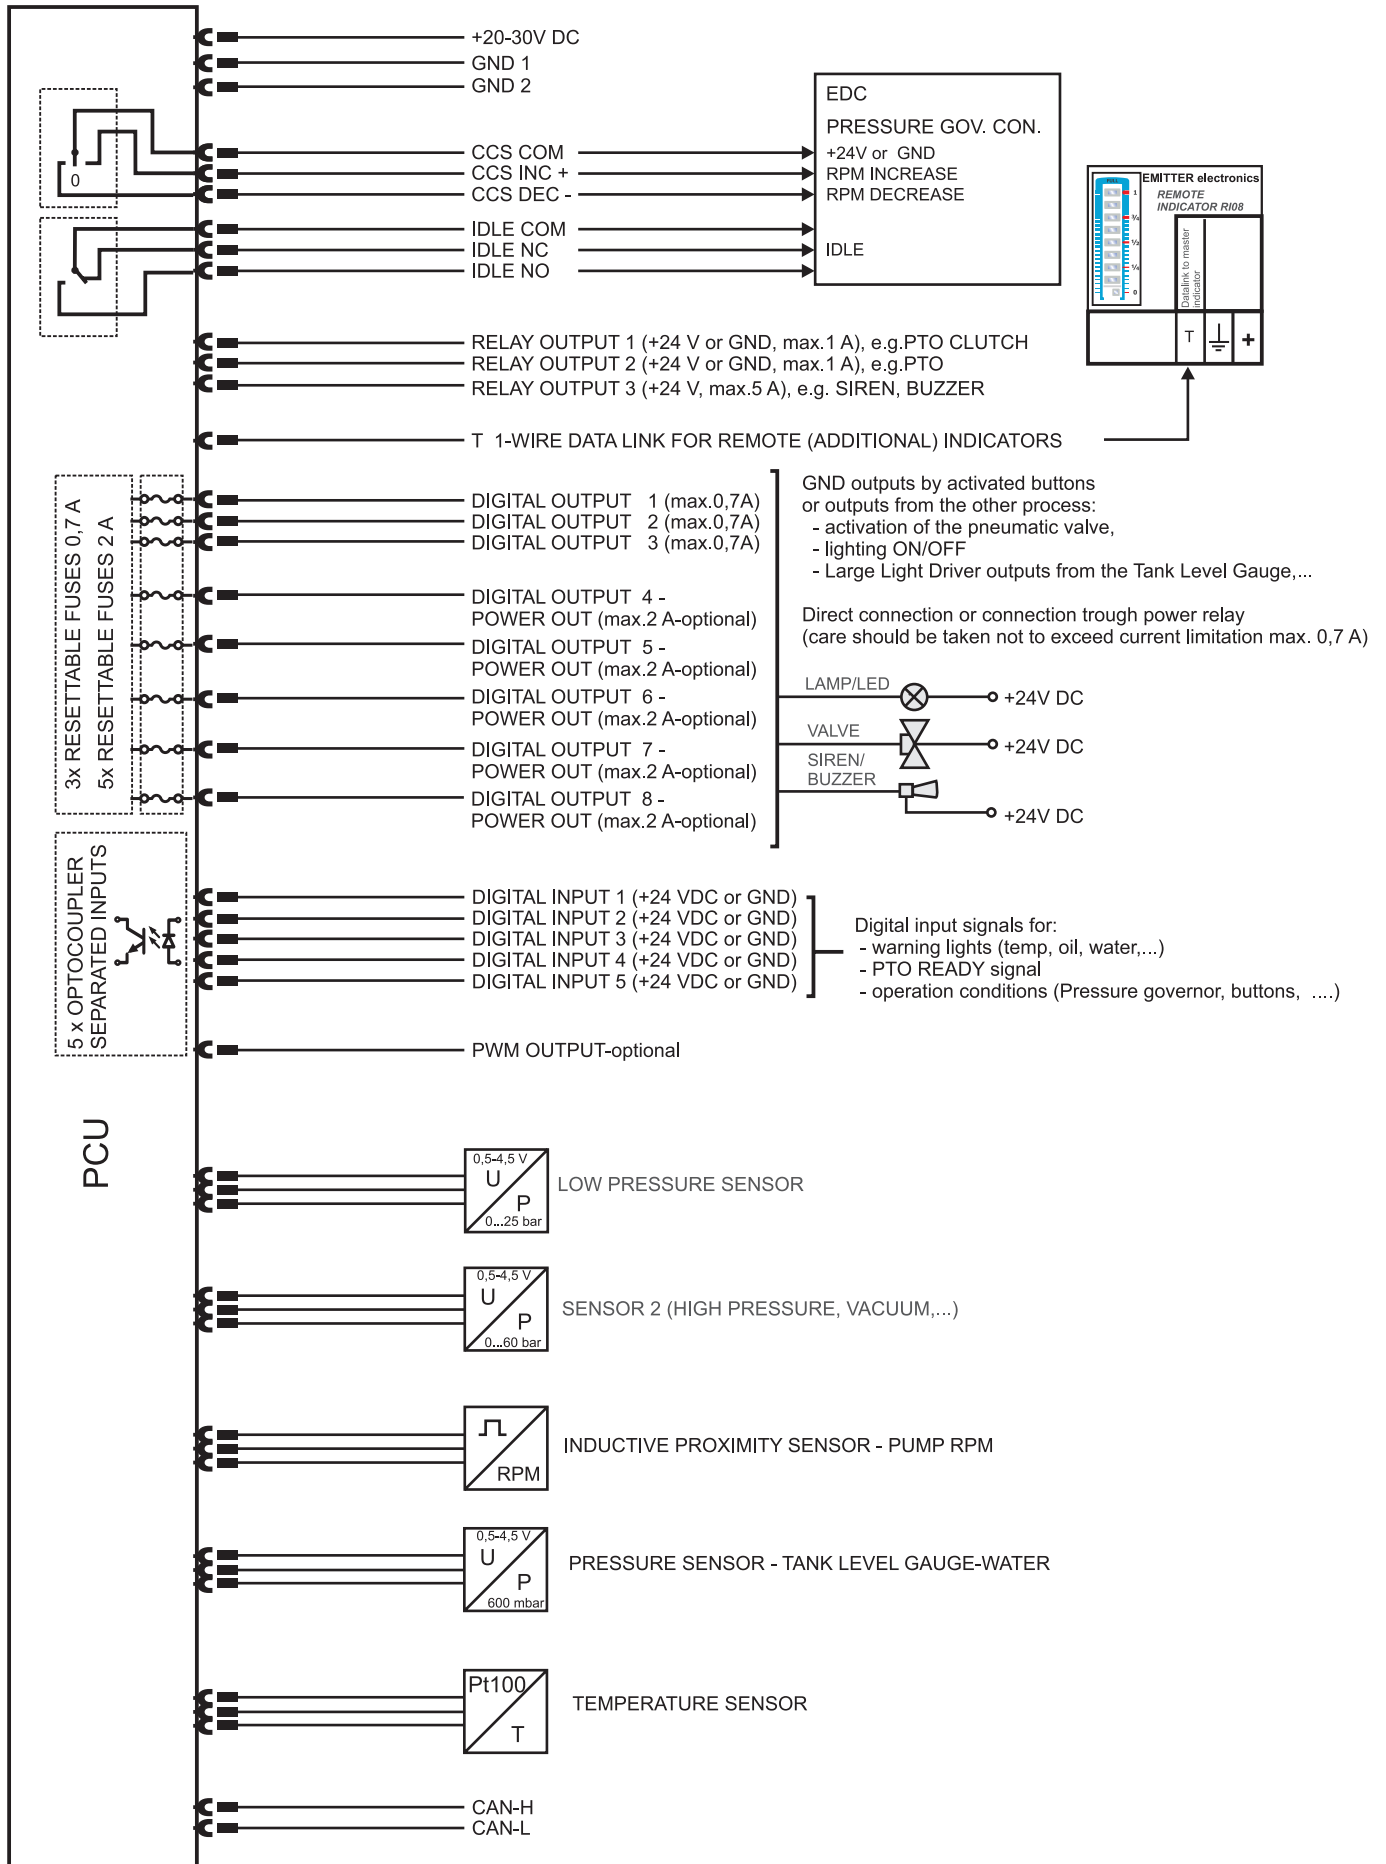 +20-30V DC
GND 1
GND 2
0
CCS COM
CCS INC +
CCS DEC -
IDLE COM
IDLE NC
IDLE NO
EDC
PRESSURE GOV. CON.
+24V or GND
RPM INCREASE
RPM DECREASE
IDLE
EMITTER electronics
REMOTE
INDICATOR RI08
FULL
1
¾
½
¼
0
Datalink to master
indicator
T
+
RELAY OUTPUT 1 (+24 V or GND, max.1 A), e.g.PTO CLUTCH
RELAY OUTPUT 2 (+24 V or GND, max.1 A), e.g.PTO
RELAY OUTPUT 3 (+24 V, max.5 A), e.g. SIREN, BUZZER
T 1-WIRE DATA LINK FOR REMOTE (ADDITIONAL) INDICATORS
3x RESETTABLE FUSES 0,7 A
5x RESETTABLE FUSES 2 A
DIGITAL OUTPUT 1 (max.0,7A)
DIGITAL OUTPUT 2 (max.0,7A)
DIGITAL OUTPUT 3 (max.0,7A)
DIGITAL OUTPUT 4 -
POWER OUT (max.2 A-optional)
DIGITAL OUTPUT 5 -
POWER OUT (max.2 A-optional)
DIGITAL OUTPUT 6 -
POWER OUT (max.2 A-optional)
DIGITAL OUTPUT 7 -
POWER OUT (max.2 A-optional)
DIGITAL OUTPUT 8 -
POWER OUT (max.2 A-optional)
GND outputs by activated buttons
or outputs from the other process:
- activation of the pneumatic valve,
- lighting ON/OFF
- Large Light Driver outputs from the Tank Level Gauge,...
Direct connection or connection trough power relay
(care should be taken not to exceed current limitation max. 0,7 A)
LAMP/LED
+24V DC
VALVE
+24V DC
SIREN/
BUZZER
+24V DC
5 x OPTOCOUPLER
SEPARATED INPUTS
DIGITAL INPUT 1 (+24 VDC or GND)
DIGITAL INPUT 2 (+24 VDC or GND)
DIGITAL INPUT 3 (+24 VDC or GND)
DIGITAL INPUT 4 (+24 VDC or GND)
DIGITAL INPUT 5 (+24 VDC or GND)
Digital input signals for:
- warning lights (temp, oil, water,...)
- PTO READY signal
- operation conditions (Pressure governor, buttons, ....)
PWM OUTPUT-optional
PCU
0,5-4,5 V
U
P
0...25 bar
LOW PRESSURE SENSOR
0,5-4,5 V
U
P
0...60 bar
SENSOR 2 (HIGH PRESSURE, VACUUM,...)
RPM
INDUCTIVE PROXIMITY SENSOR - PUMP RPM
0,5-4,5 V
U
P
600 mbar
PRESSURE SENSOR - TANK LEVEL GAUGE-WATER
Pt100
T
TEMPERATURE SENSOR
CAN-H
CAN-L